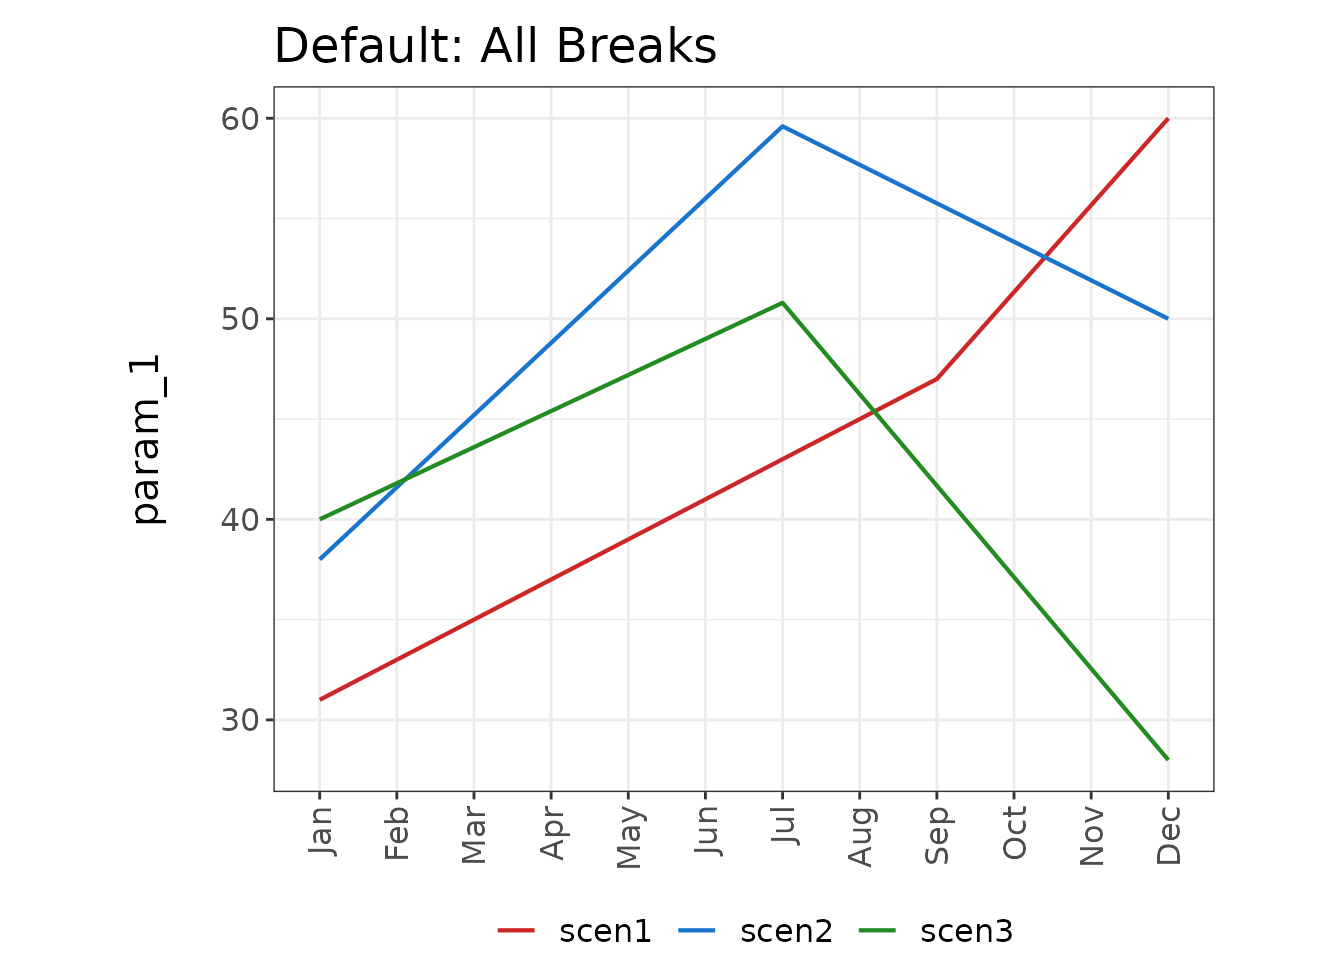 Default: All Breaks
param_1
60
50
40
30
Jan Feb Mar Apr May Jun Jul Aug Sep Oct Nov Dec
scen1 scen2 scen3